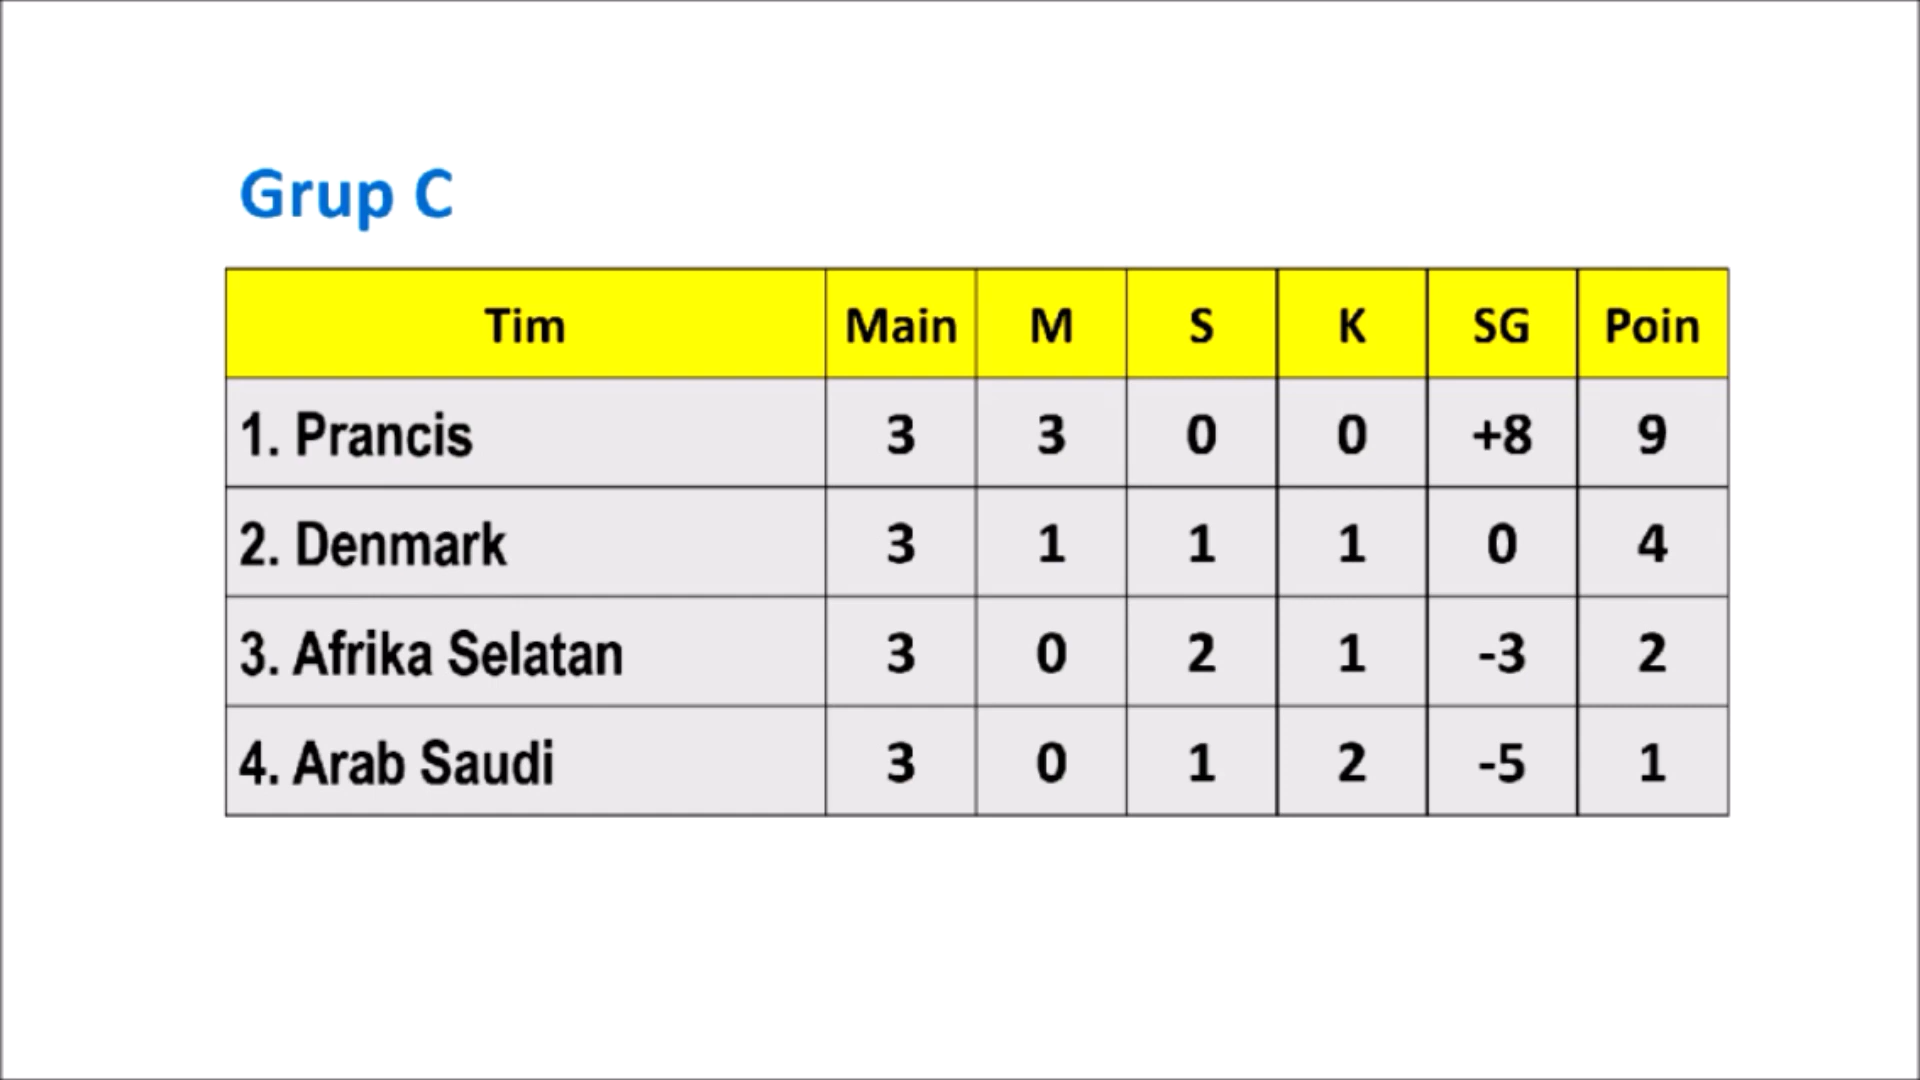 Grup C
Tim Main M S K SG Poin
1. Prancis 3 3 0 0 +8 9
2. Denmark 3 1 1 1 0 4
3. Afrika Selatan 3 0 2 1 -3 2
4. Arab Saudi 3 0 1 2 -5 1